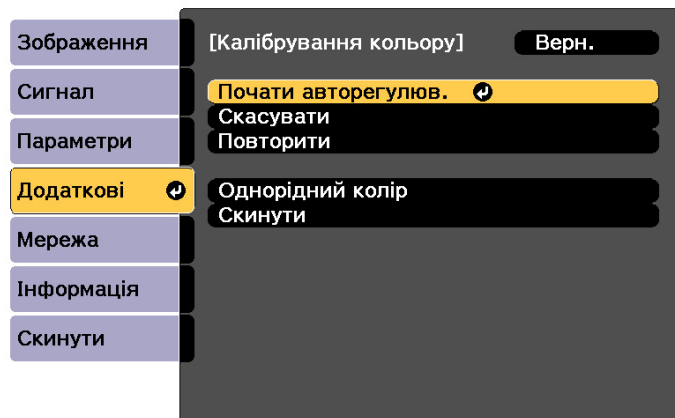 Зображення
Сигнал
Параметри
Додаткові
Мережа
Інформація
Скинути
[Калібрування кольору] Верн.
Почати авторегулюв.
Скасувати
Повторити
Однорідний колір
Скинути